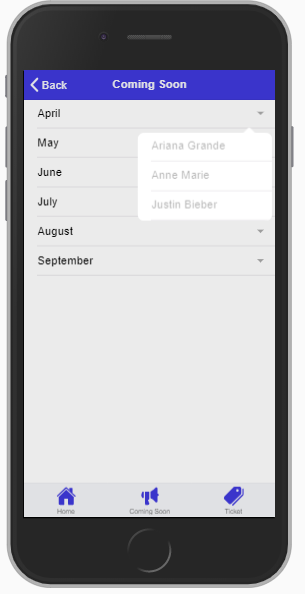 Back Coming Soon
April
May
Ariana Grande
June
Anne Marie
July
Justin Bieber
August
September
Home Coming Soon Ticket